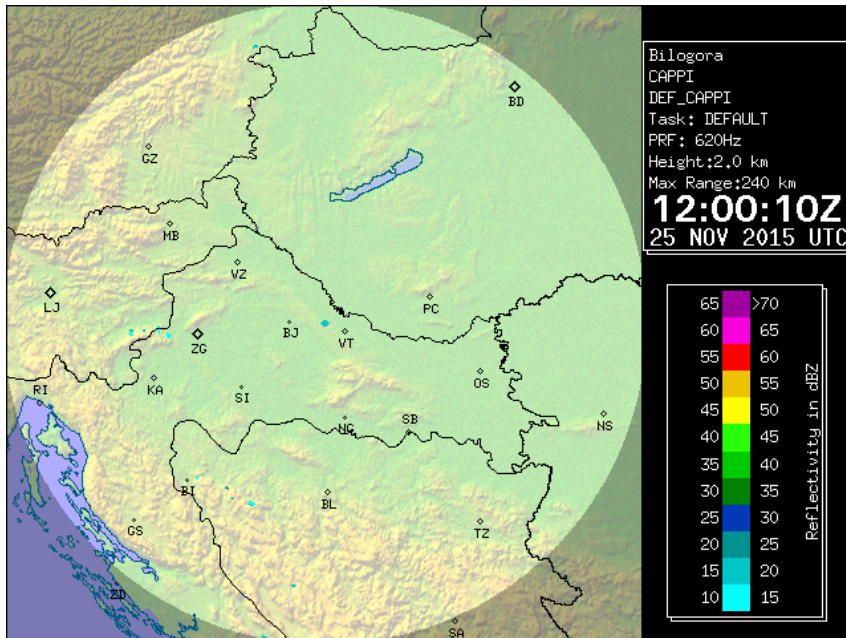 Bilogora
CAPPI
DEF_CAPPI
Task: DEFAULT
PRF: 620Hz
Height:2.0 km
Max Range:240 km
12:00:10Z
25 NOV 2015 UTC
65 >70
60 65
55 60
50 55
45 50
40 45
35 40
30 35
25 30
20 25
15 20
10 15
Reflectivity in dBZ
BD
GZ
MB
VZ
LJ
PC
BJ
VT
ZG
KA
OS
RI
SI
NG
SB
NS
BI
BL
GS
TZ
ZD
SA